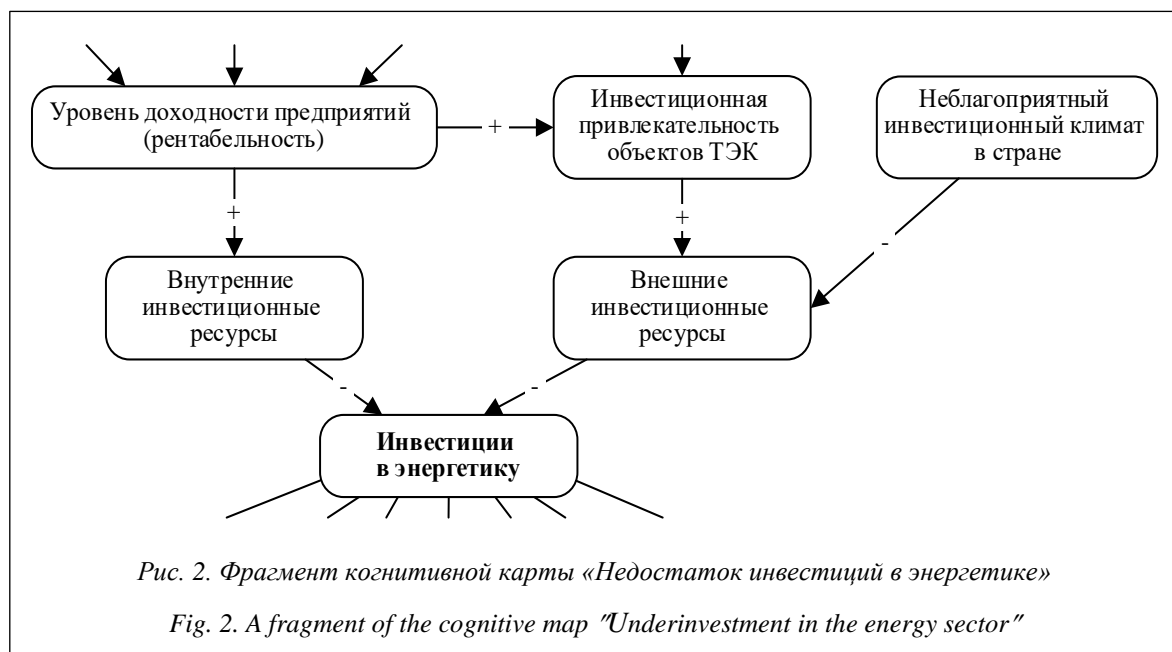 Уровень доходности предприятий
(рентабельность)
+
Инвестиционная
привлекательность
объектов ТЭК
Неблагоприятный
инвестиционный климат
в стране
+
+
-
Внутренние
инвестиционные
ресурсы
Внешние
инвестиционные
ресурсы
-
-
Инвестиции
в энергетику
Рис. 2. Фрагмент когнитивной карты «Недостаток инвестиций в энергетике»
Fig. 2. A fragment of the cognitive map "Underinvestment in the energy sector"